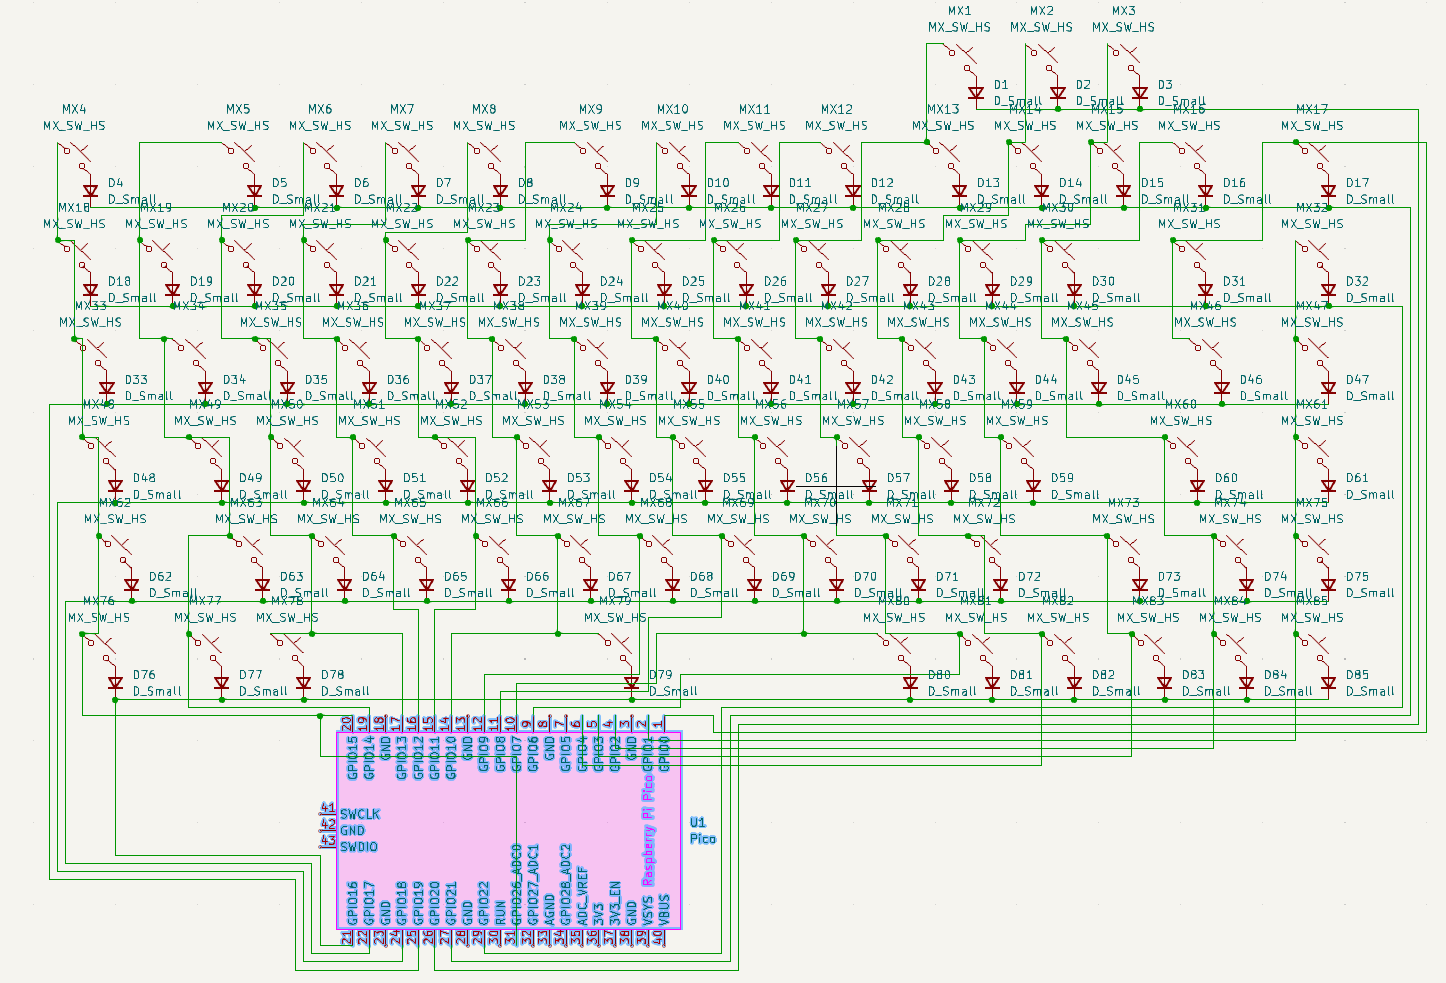 MX1 MX2 MX3
MX_SW_HS MX_SW_HS MX_SW_HS
D1 D2 D3
D_Small D_Small D_Small
MX4 MX5 MX6 MX7 MX8 MX9 MX10 MX11 MX12 MX13 MX14 MX15 MX16 MX17
MX_SW_HS MX_SW_HS MX_SW_HS MX_SW_HS MX_SW_HS MX_SW_HS MX_SW_HS MX_SW_HS MX_SW_HS MX_SW_HS MX_SW_HS MX_SW_HS MX_SW_HS MX_SW_HS
D4 D5 D6 D7 D8 D9 D10 D11 D12 D13 D14 D15 D16 D17
D_Small D_Small D_Small D_Small D_Small D_Small D_Small D_Small D_Small D_Small D_Small D_Small D_Small D_Small
MX18 MX19 MX20 MX21 MX22 MX23 MX24 MX25 MX26 MX27 MX28 MX29 MX30 MX31 MX32
MX_SW_HS MX_SW_HS MX_SW_HS MX_SW_HS MX_SW_HS MX_SW_HS MX_SW_HS MX_SW_HS MX_SW_HS MX_SW_HS MX_SW_HS MX_SW_HS MX_SW_HS MX_SW_HS MX_SW_HS
D18 D19 D20 D21 D22 D23 D24 D25 D26 D27 D28 D29 D30 D31 D32
D_Small D_Small D_Small D_Small D_Small D_Small D_Small D_Small D_Small D_Small D_Small D_Small D_Small D_Small D_Small
MX33 MX34 MX35 MX36 MX37 MX38 MX39 MX40 MX41 MX42 MX43 MX44 MX45 MX46 MX47
MX_SW_HS MX_SW_HS MX_SW_HS MX_SW_HS MX_SW_HS MX_SW_HS MX_SW_HS MX_SW_HS MX_SW_HS MX_SW_HS MX_SW_HS MX_SW_HS MX_SW_HS MX_SW_HS MX_SW_HS
D33 D34 D35 D36 D37 D38 D39 D40 D41 D42 D43 D44 D45 D46 D47
D_Small D_Small D_Small D_Small D_Small D_Small D_Small D_Small D_Small D_Small D_Small D_Small D_Small D_Small D_Small
MX48 MX49 MX50 MX51 MX52 MX53 MX54 MX55 MX56 MX57 MX58 MX59 MX60 MX61
MX_SW_HS MX_SW_HS MX_SW_HS MX_SW_HS MX_SW_HS MX_SW_HS MX_SW_HS MX_SW_HS MX_SW_HS MX_SW_HS MX_SW_HS MX_SW_HS MX_SW_HS MX_SW_HS
D48 D49 D50 D51 D52 D53 D54 D55 D56 D57 D58 D59 D60 D61
D_Small D_Small D_Small D_Small D_Small D_Small D_Small D_Small D_Small D_Small D_Small D_Small D_Small D_Small
MX62 MX63 MX64 MX65 MX66 MX67 MX68 MX69 MX70 MX71 MX72 MX73 MX74 MX75
MX_SW_HS MX_SW_HS MX_SW_HS MX_SW_HS MX_SW_HS MX_SW_HS MX_SW_HS MX_SW_HS MX_SW_HS MX_SW_HS MX_SW_HS MX_SW_HS MX_SW_HS MX_SW_HS
D62 D63 D64 D65 D66 D67 D68 D69 D70 D71 D72 D73 D74 D75
D_Small D_Small D_Small D_Small D_Small D_Small D_Small D_Small D_Small D_Small D_Small D_Small D_Small D_Small
MX76 MX77 MX78 MX79 MX80 MX81 MX82 MX83 MX84 MX85
MX_SW_HS MX_SW_HS MX_SW_HS MX_SW_HS MX_SW_HS MX_SW_HS MX_SW_HS MX_SW_HS MX_SW_HS MX_SW_HS
D76 D77 D78 D79 D80 D81 D82 D83 D84 D85
D_Small D_Small D_Small D_Small D_Small D_Small D_Small D_Small D_Small D_Small
20 19 18 17 16 15 14 13 12 11 10 9 8 7 6 5 4 3 2 1
GPIO15 GPIO14 GND GPIO13 GPIO12 GPIO11 GPIO10 GND GPIO9 GPIO8 GPIO7 GPIO6 GND GPIO5 GPIO4 GPIO3 GPIO2 GND GPIO1 GPIO0
41 SWCLK
42 GND
43 SWDIO
Raspberry Pi Pico
U1
Pico
GPIO16 GPIO17 GND GPIO18 GPIO19 GPIO20 GPIO21 GND GPIO22 RUN GPIO26_ADC0 GPIO27_ADC1 AGND GPIO28_ADC2 ADC_VREF 3V3 3V3_EN GND VSYS VBUS
21 22 23 24 25 26 27 28 29 30 31 32 33 34 35 36 37 38 39 40